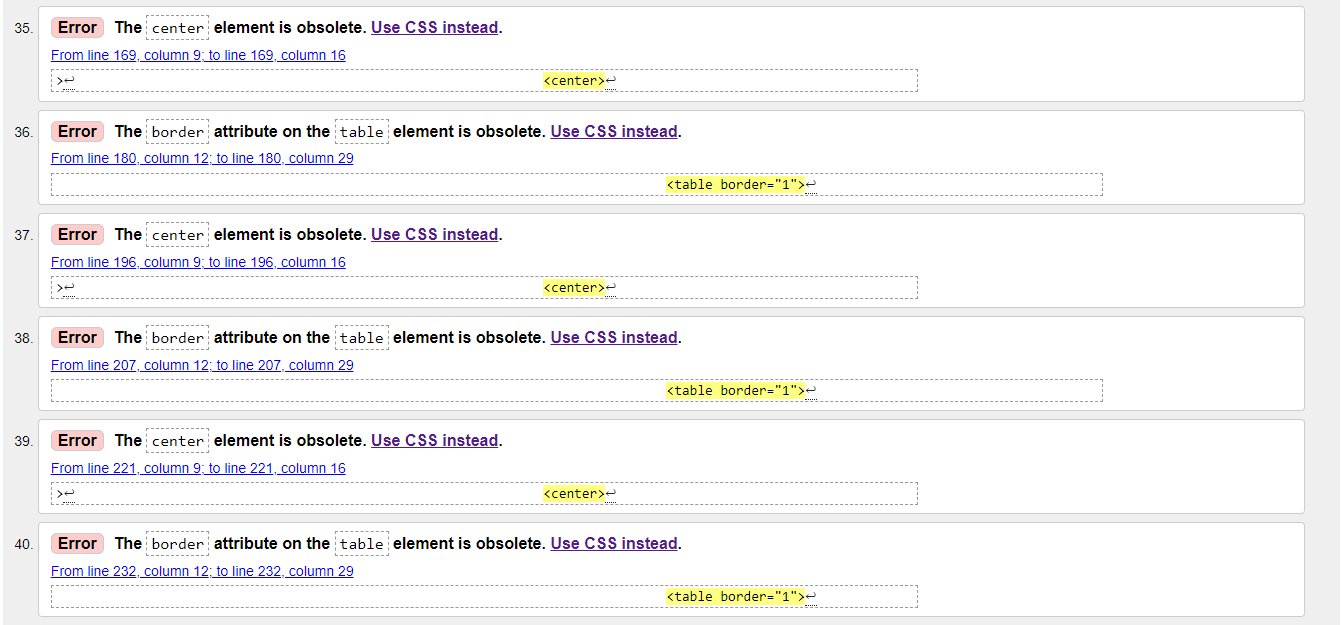 35. Error The center element is obsolete. Use CSS instead.
From line 169, column 9; to line 169, column 16
>↩ <center>↩
36. Error The border attribute on the table element is obsolete. Use CSS instead.
From line 180, column 12; to line 180, column 29
<table border="1">↩
37. Error The center element is obsolete. Use CSS instead.
From line 196, column 9; to line 196, column 16
>↩ <center>↩
38. Error The border attribute on the table element is obsolete. Use CSS instead.
From line 207, column 12; to line 207, column 29
<table border="1">↩
39. Error The center element is obsolete. Use CSS instead.
From line 221, column 9; to line 221, column 16
>↩ <center>↩
40. Error The border attribute on the table element is obsolete. Use CSS instead.
From line 232, column 12; to line 232, column 29
<table border="1">↩